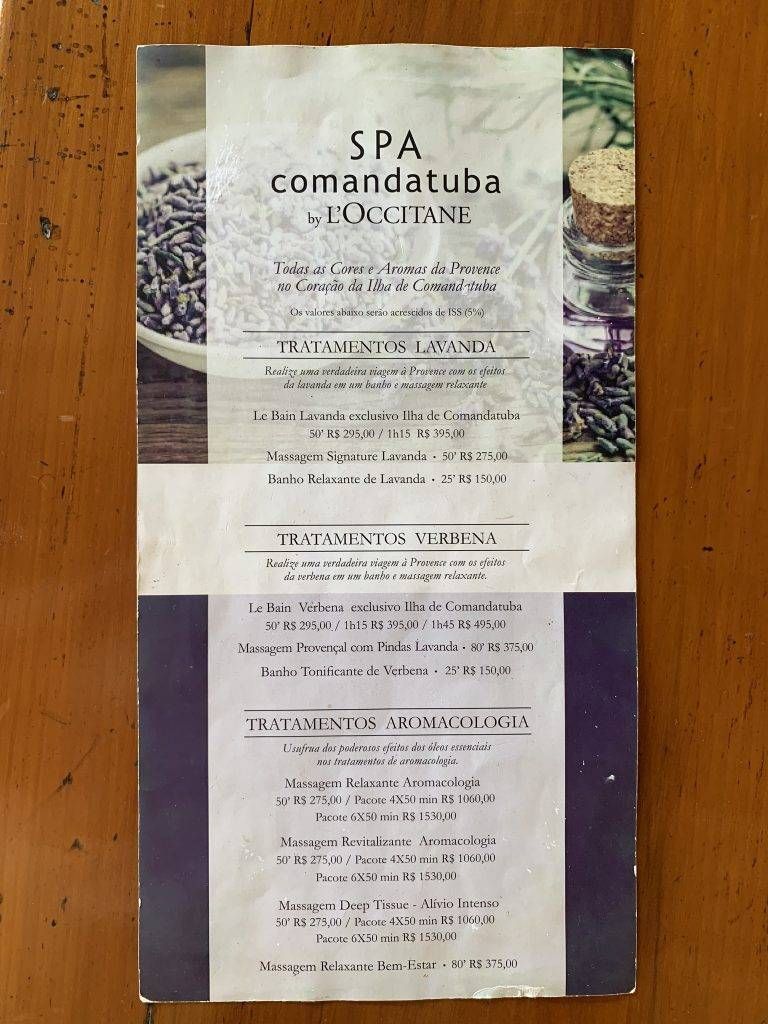 SPA
comandatuba
by L'OCCITANE
Todas as Cores e Aromas da Provence
no Coração da Ilha de Comandatuba
Os valores abaixo serão acrescidos de ISS (5%)
TRATAMENTOS LAVANDA
Realize uma verdadeira viagem à Provence com os efeitos
da lavanda em um banho e massagem relaxante
Le Bain Lavanda exclusivo Ilha de Comandatuba
50' R$ 295,00 / 1h15 R$ 395,00
Massagem Signature Lavanda • 50' R$ 275,00
Banho Relaxante de Lavanda • 25' R$ 150,00
TRATAMENTOS VERBENA
Realize uma verdadeira viagem à Provence com os efeitos
da verbena em um banho e massagem relaxante.
Le Bain Verbena exclusivo Ilha de Comandatuba
50' R$ 295,00 / 1h15 R$ 395,00 / 1h45 R$ 495,00
Massagem Provençal com Pindas Lavanda • 80' R$ 375,00
Banho Tonificante de Verbena • 25' R$ 150,00
TRATAMENTOS AROMACOLOGIA
Usufrua dos poderosos efeitos dos óleos essenciais
nos tratamentos de aromacologia.
Massagem Relaxante Aromacologia
50' R$ 275,00 / Pacote 4X50 min R$ 1060,00
Pacote 6X50 min R$ 1530,00
Massagem Revitalizante Aromacologia
50' R$ 275,00 / Pacote 4X50 min R$ 1060,00
Pacote 6X50 min R$ 1530,00
Massagem Deep Tissue - Alívio Intenso
50' R$ 275,00 / Pacote 4X50 min R$ 1060,00
Pacote 6X50 min R$ 1530,00
Massagem Relaxante Bem-Estar • 80' R$ 375,00